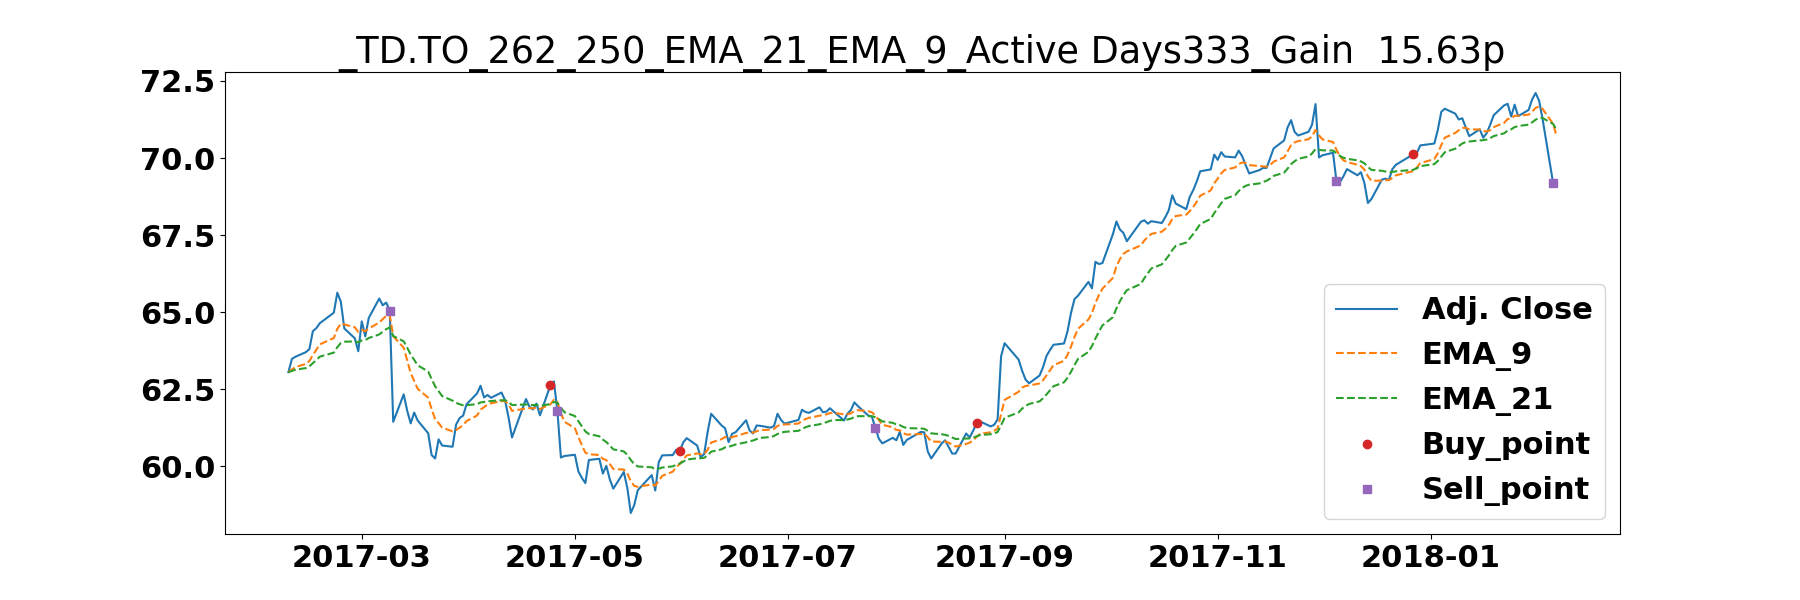 _TD.TO_262_250_EMA_21_EMA_9_Active Days333_Gain  15.63p
72.5
70.0
67.5
65.0
62.5
60.0
2017-03 2017-05 2017-07 2017-09 2017-11 2018-01
Adj. Close
EMA_9
EMA_21
Buy_point
Sell_point